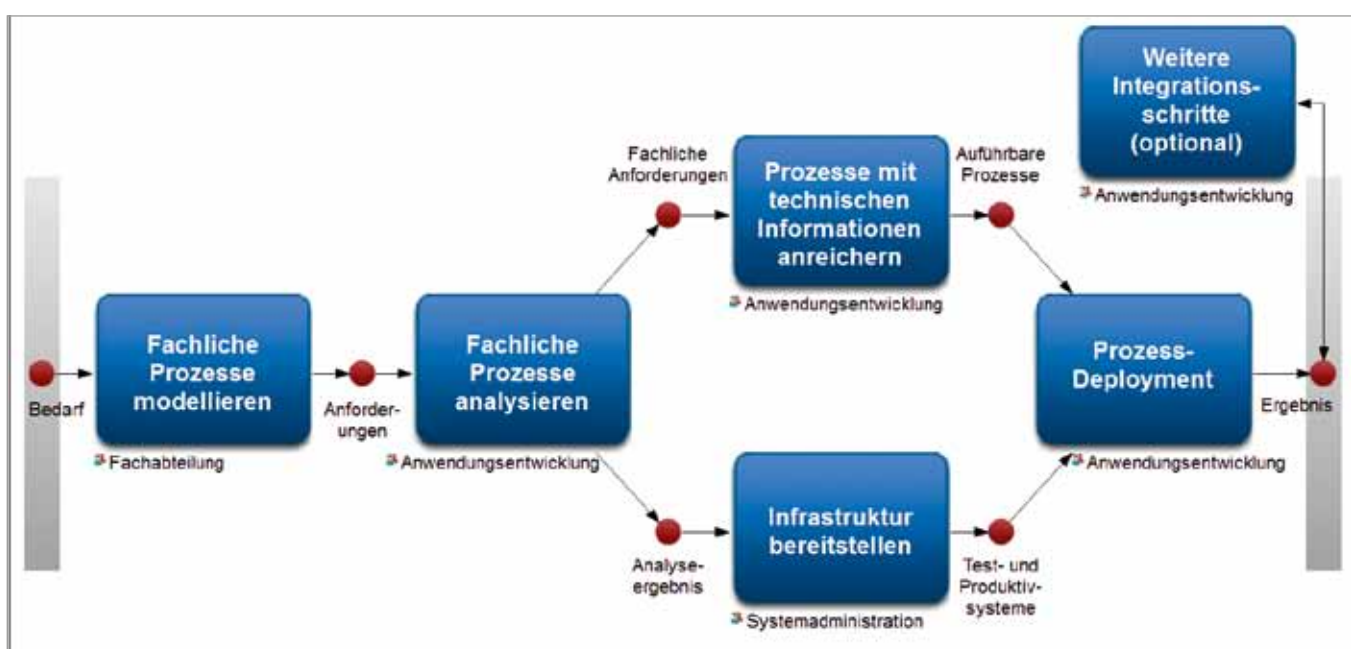 Bedarf
Fachliche
Prozesse
modellieren
Fachabteilung
Anforder-
ungen
Fachliche
Prozesse
analysieren
Anwendungsentwicklung
Fachliche
Anforderungen
Prozesse mit
technischen
Informationen
anreichern
Anwendungsentwicklung
Auführbare
Prozesse
Analyse-
ergebnis
Infrastruktur
bereitstellen
Systemadministration
Test- und
Produktiv-
systeme
Prozess-
Deployment
Anwendungsentwicklung
Ergebnis
Weitere
Integrations-
schritte
(optional)
Anwendungsentwicklung